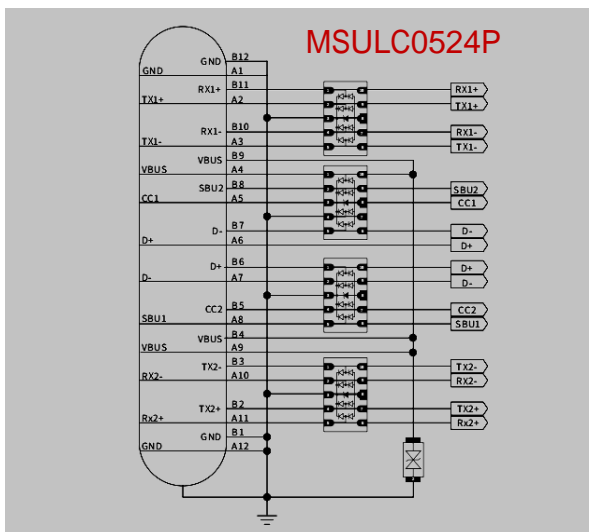 MSULC0524P
GND B12
GND A1
RX1+ B11 RX1+
TX1+ A2 TX1+
RX1- B10 RX1-
TX1- A3 TX1-
VBUS B9
VBUS A4
SBU2 B8 SBU2
CC1 A5 CC1
D- B7 D-
D+ A6 D+
D+ B6 D+
D- A7 D-
CC2 B5 CC2
SBU1 A8 SBU1
VBUS B4
VBUS A9
TX2- B3 TX2-
RX2- A10 RX2-
TX2+ B2 TX2+
Rx2+ A11 Rx2+
GND B1
GND A12